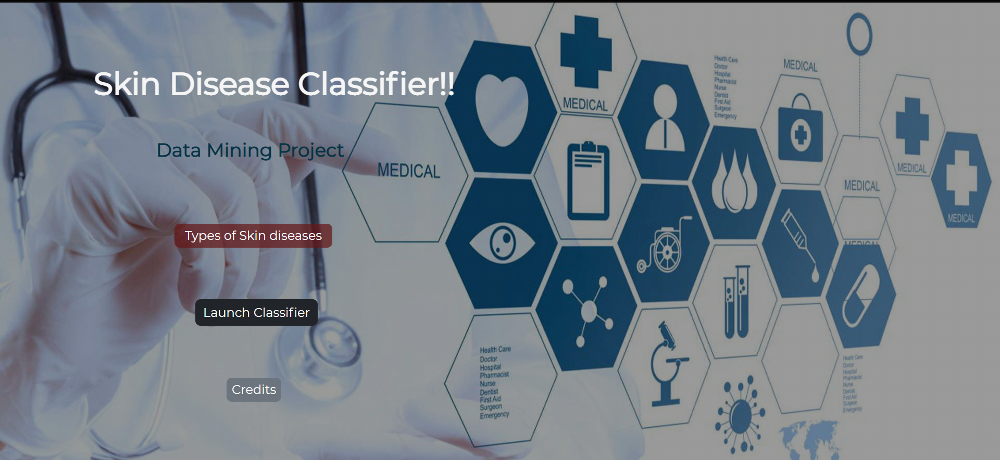 Skin Disease Classifier!!
Data Mining Project
Types of Skin diseases
Launch Classifier
Credits
MEDICAL
MEDICAL
Health Care
Doctor
Hospital
Pharmacist
Nurse
Dentist
First Aid
Surgeon
Emergency
MEDICAL
MEDICAL
MEDICAL
MEDICAL
MEDICAL
Health Care
Doctor
Hospital
Pharmacist
Nurse
Dentist
First Aid
Surgeon
Emergency
Health Care
Doctor
Hospital
Pharmacist
Nurse
Dentist
First Aid
Surgeon
Emergency